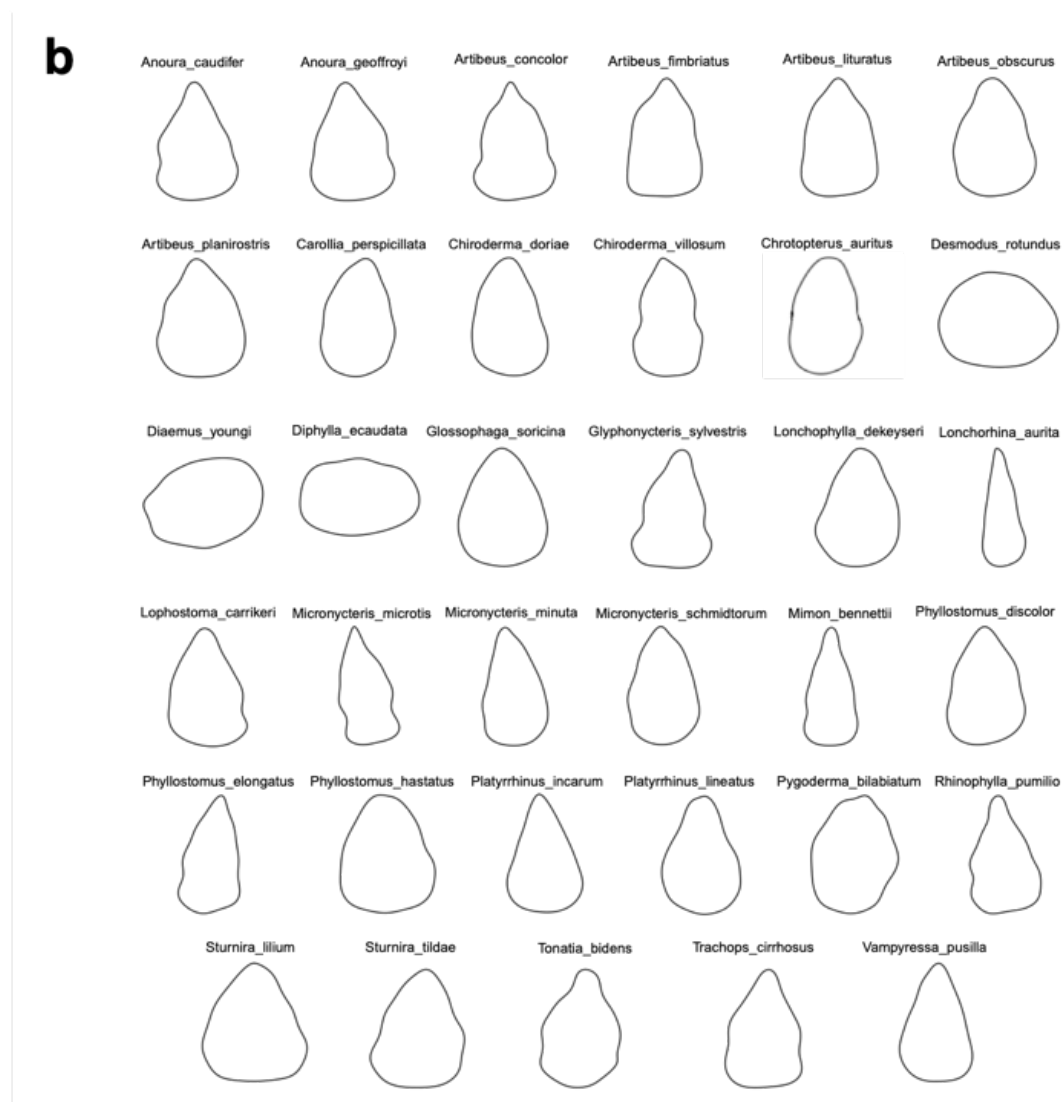 b
Anoura_caudifer Anoura_geoffroyi Artibeus_concolor Artibeus_fimbriatus Artibeus_lituratus Artibeus_obscurus
Artibeus_planirostris Carollia_perspicillata Chiroderma_doriae Chiroderma_villosum Chrotopterus_auritus Desmodus_rotundus
Diaemus_youngi Diphylla_ecaudata Glossophaga_soricina Glyphonycteris_sylvestris Lonchophylla_dekeyseri Lonchorhina_aurita
Lophostoma_carrikeri Micronycteris_microtis Micronycteris_minuta Micronycteris_schmidtorum Mimon_bennettii Phyllostomus_discolor
Phyllostomus_elongatus Phyllostomus_hastatus Platyrrhinus_incarum Platyrrhinus_lineatus Pygoderma_bilabiatum Rhinophylla_pumilio
Sturnira_lilium Sturnira_tildae Tonatia_bidens Trachops_cirrhosus Vampyressa_pusilla